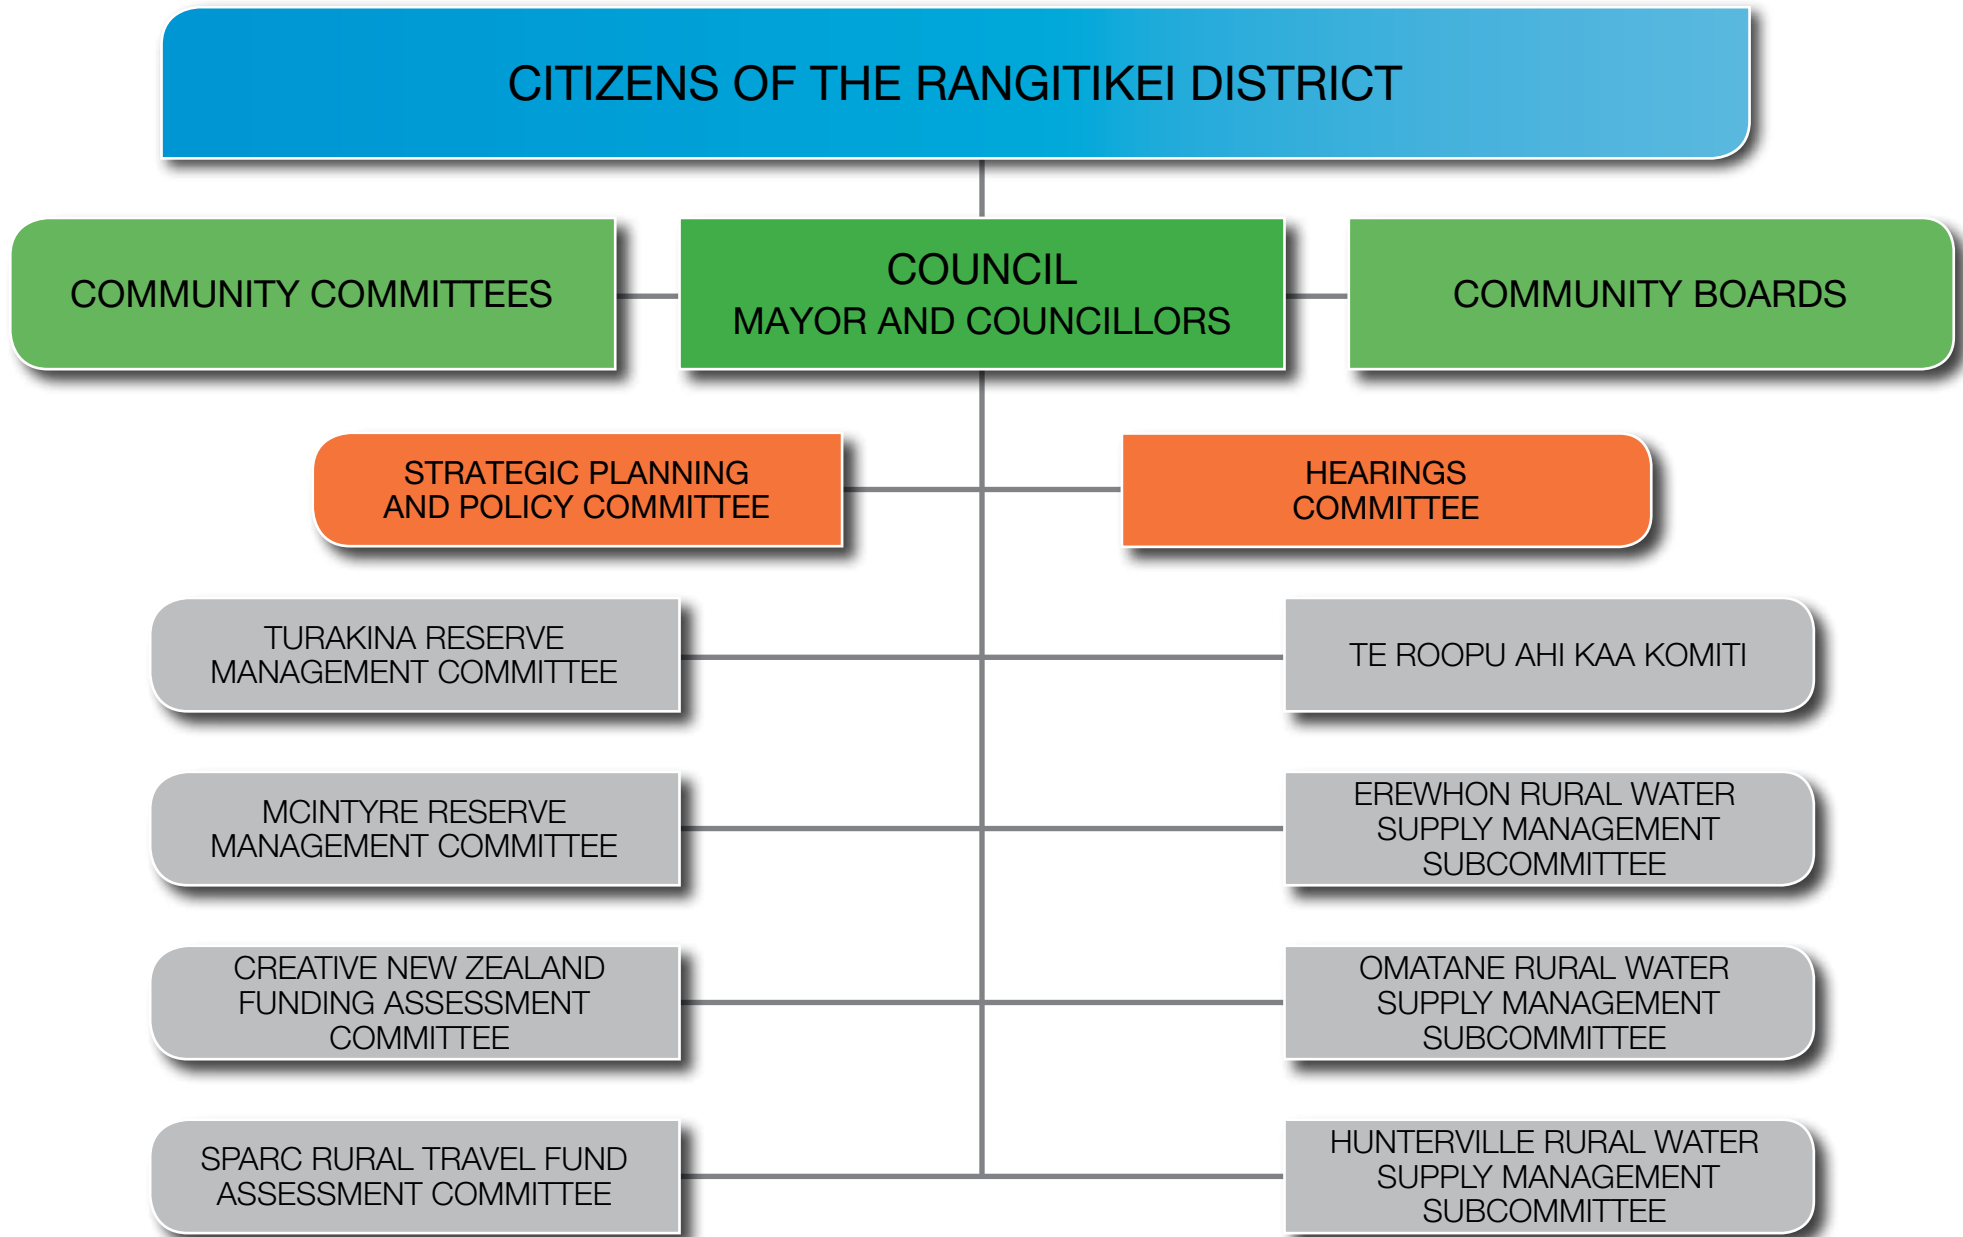 CITIZENS OF THE RANGITIKEI DISTRICT
COMMUNITY COMMITTEES
COUNCIL
MAYOR AND COUNCILLORS
COMMUNITY BOARDS
STRATEGIC PLANNING
AND POLICY COMMITTEE
HEARINGS
COMMITTEE
TURAKINA RESERVE
MANAGEMENT COMMITTEE
TE ROOPU AHI KAA KOMITI
MCINTYRE RESERVE
MANAGEMENT COMMITTEE
EREWHON RURAL WATER
SUPPLY MANAGEMENT
SUBCOMMITTEE
CREATIVE NEW ZEALAND
FUNDING ASSESSMENT
COMMITTEE
OMATANE RURAL WATER
SUPPLY MANAGEMENT
SUBCOMMITTEE
SPARC RURAL TRAVEL FUND
ASSESSMENT COMMITTEE
HUNTERVILLE RURAL WATER
SUPPLY MANAGEMENT
SUBCOMMITTEE